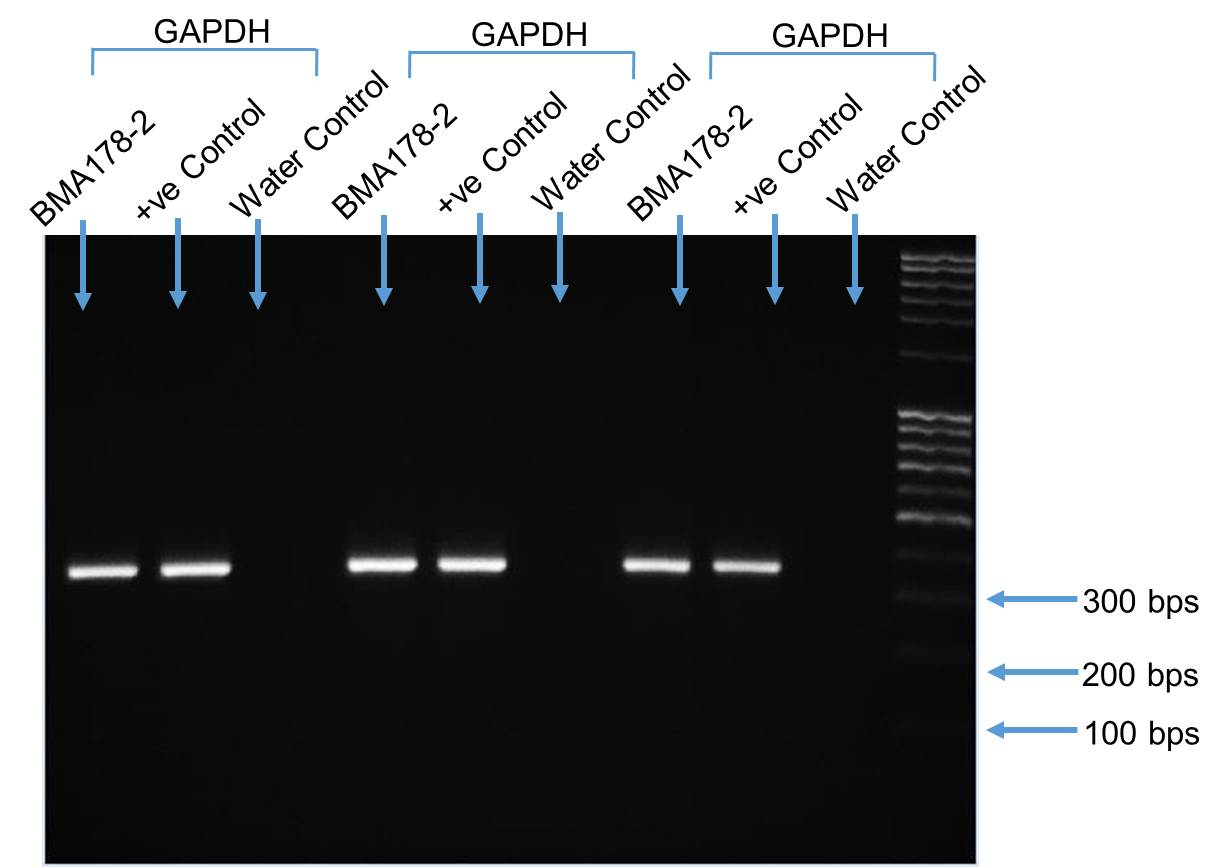 GAPDH
GAPDH
GAPDH
BMA178-2
+ve Control
Water Control
BMA178-2
+ve Control
Water Control
BMA178-2
+ve Control
Water Control
300 bps
200 bps
100 bps